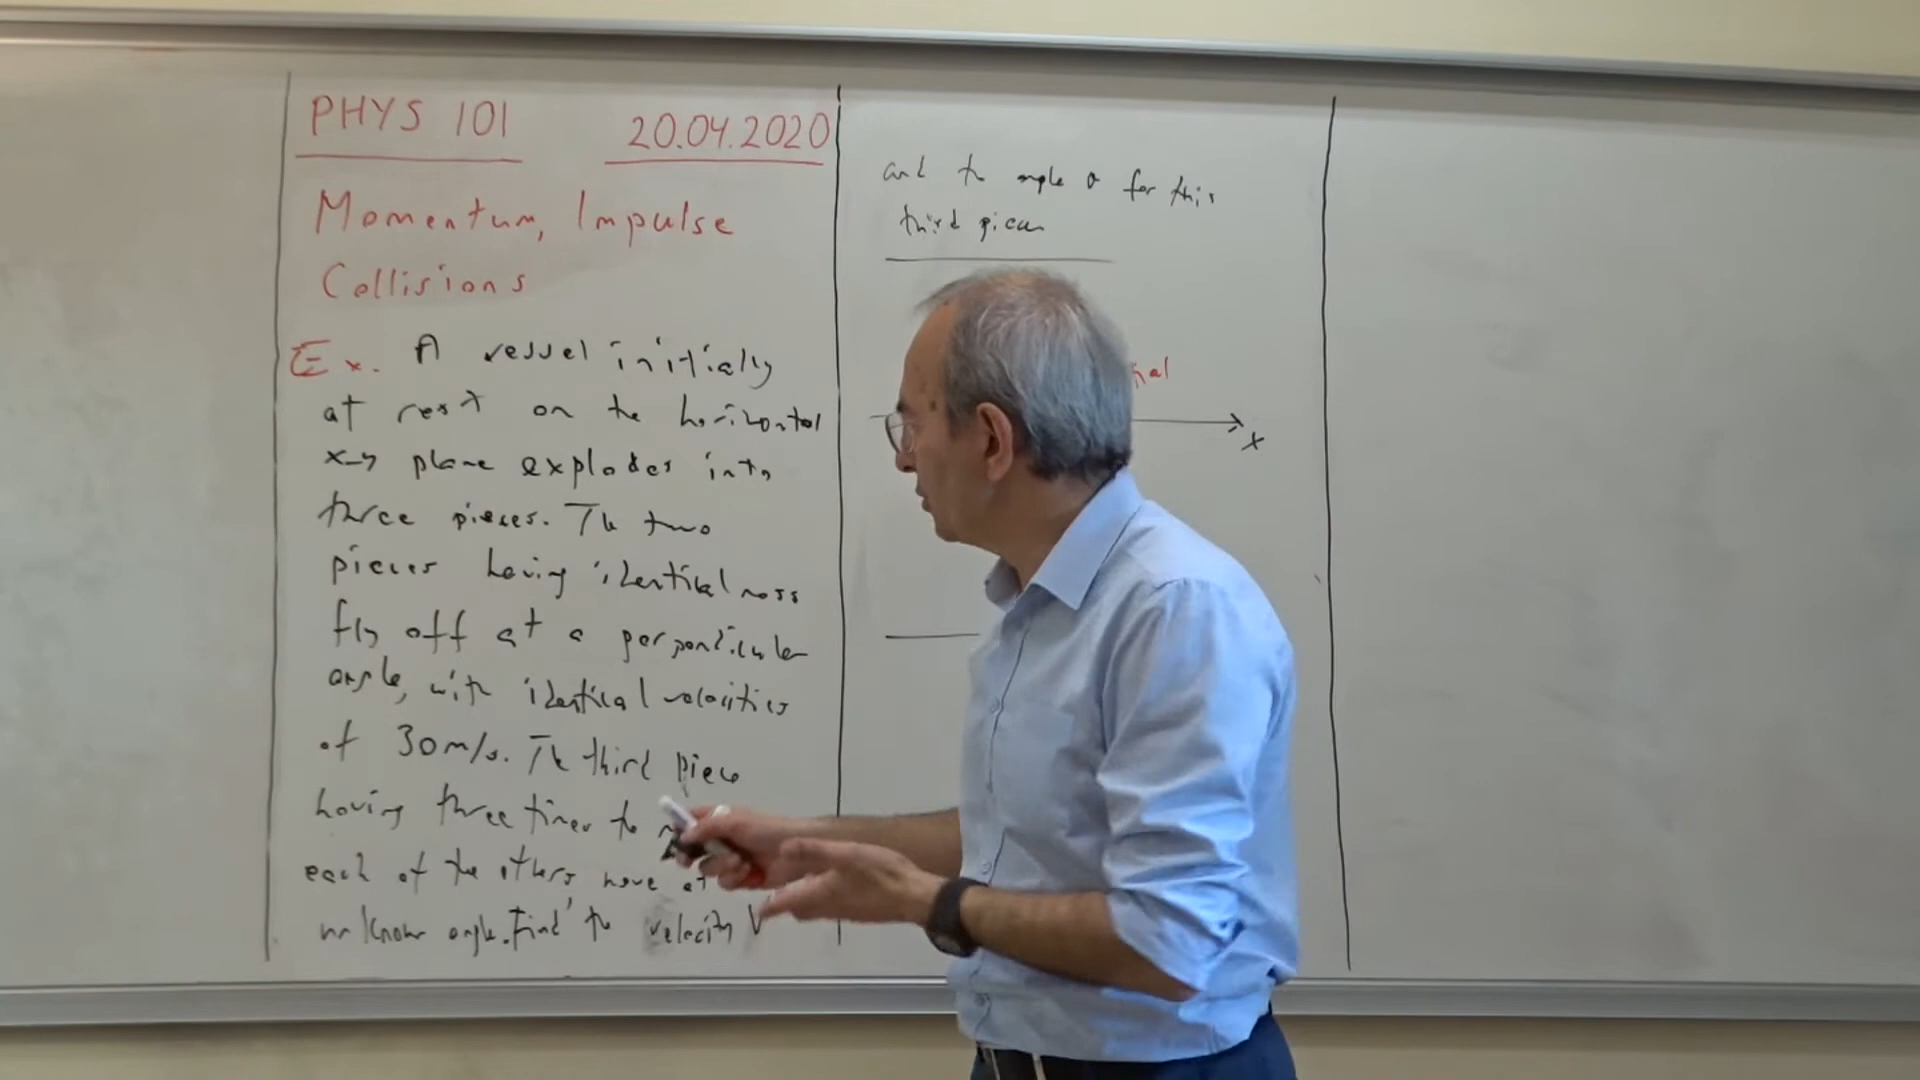 PHYS 101 20.04.2020
Momentum, Impulse
Collisions
Ex. A vessel initially
at rest on the horizontal
x-y plane explodes into
three pieces. The two
pieces having identical mass
fly off at a perpendicular
angle, with identical velocities
of 30m/s. The third piece
having three times the
each of the others move at
unknown angle. Find the velocity V
and the angle θ for this
third piece
x